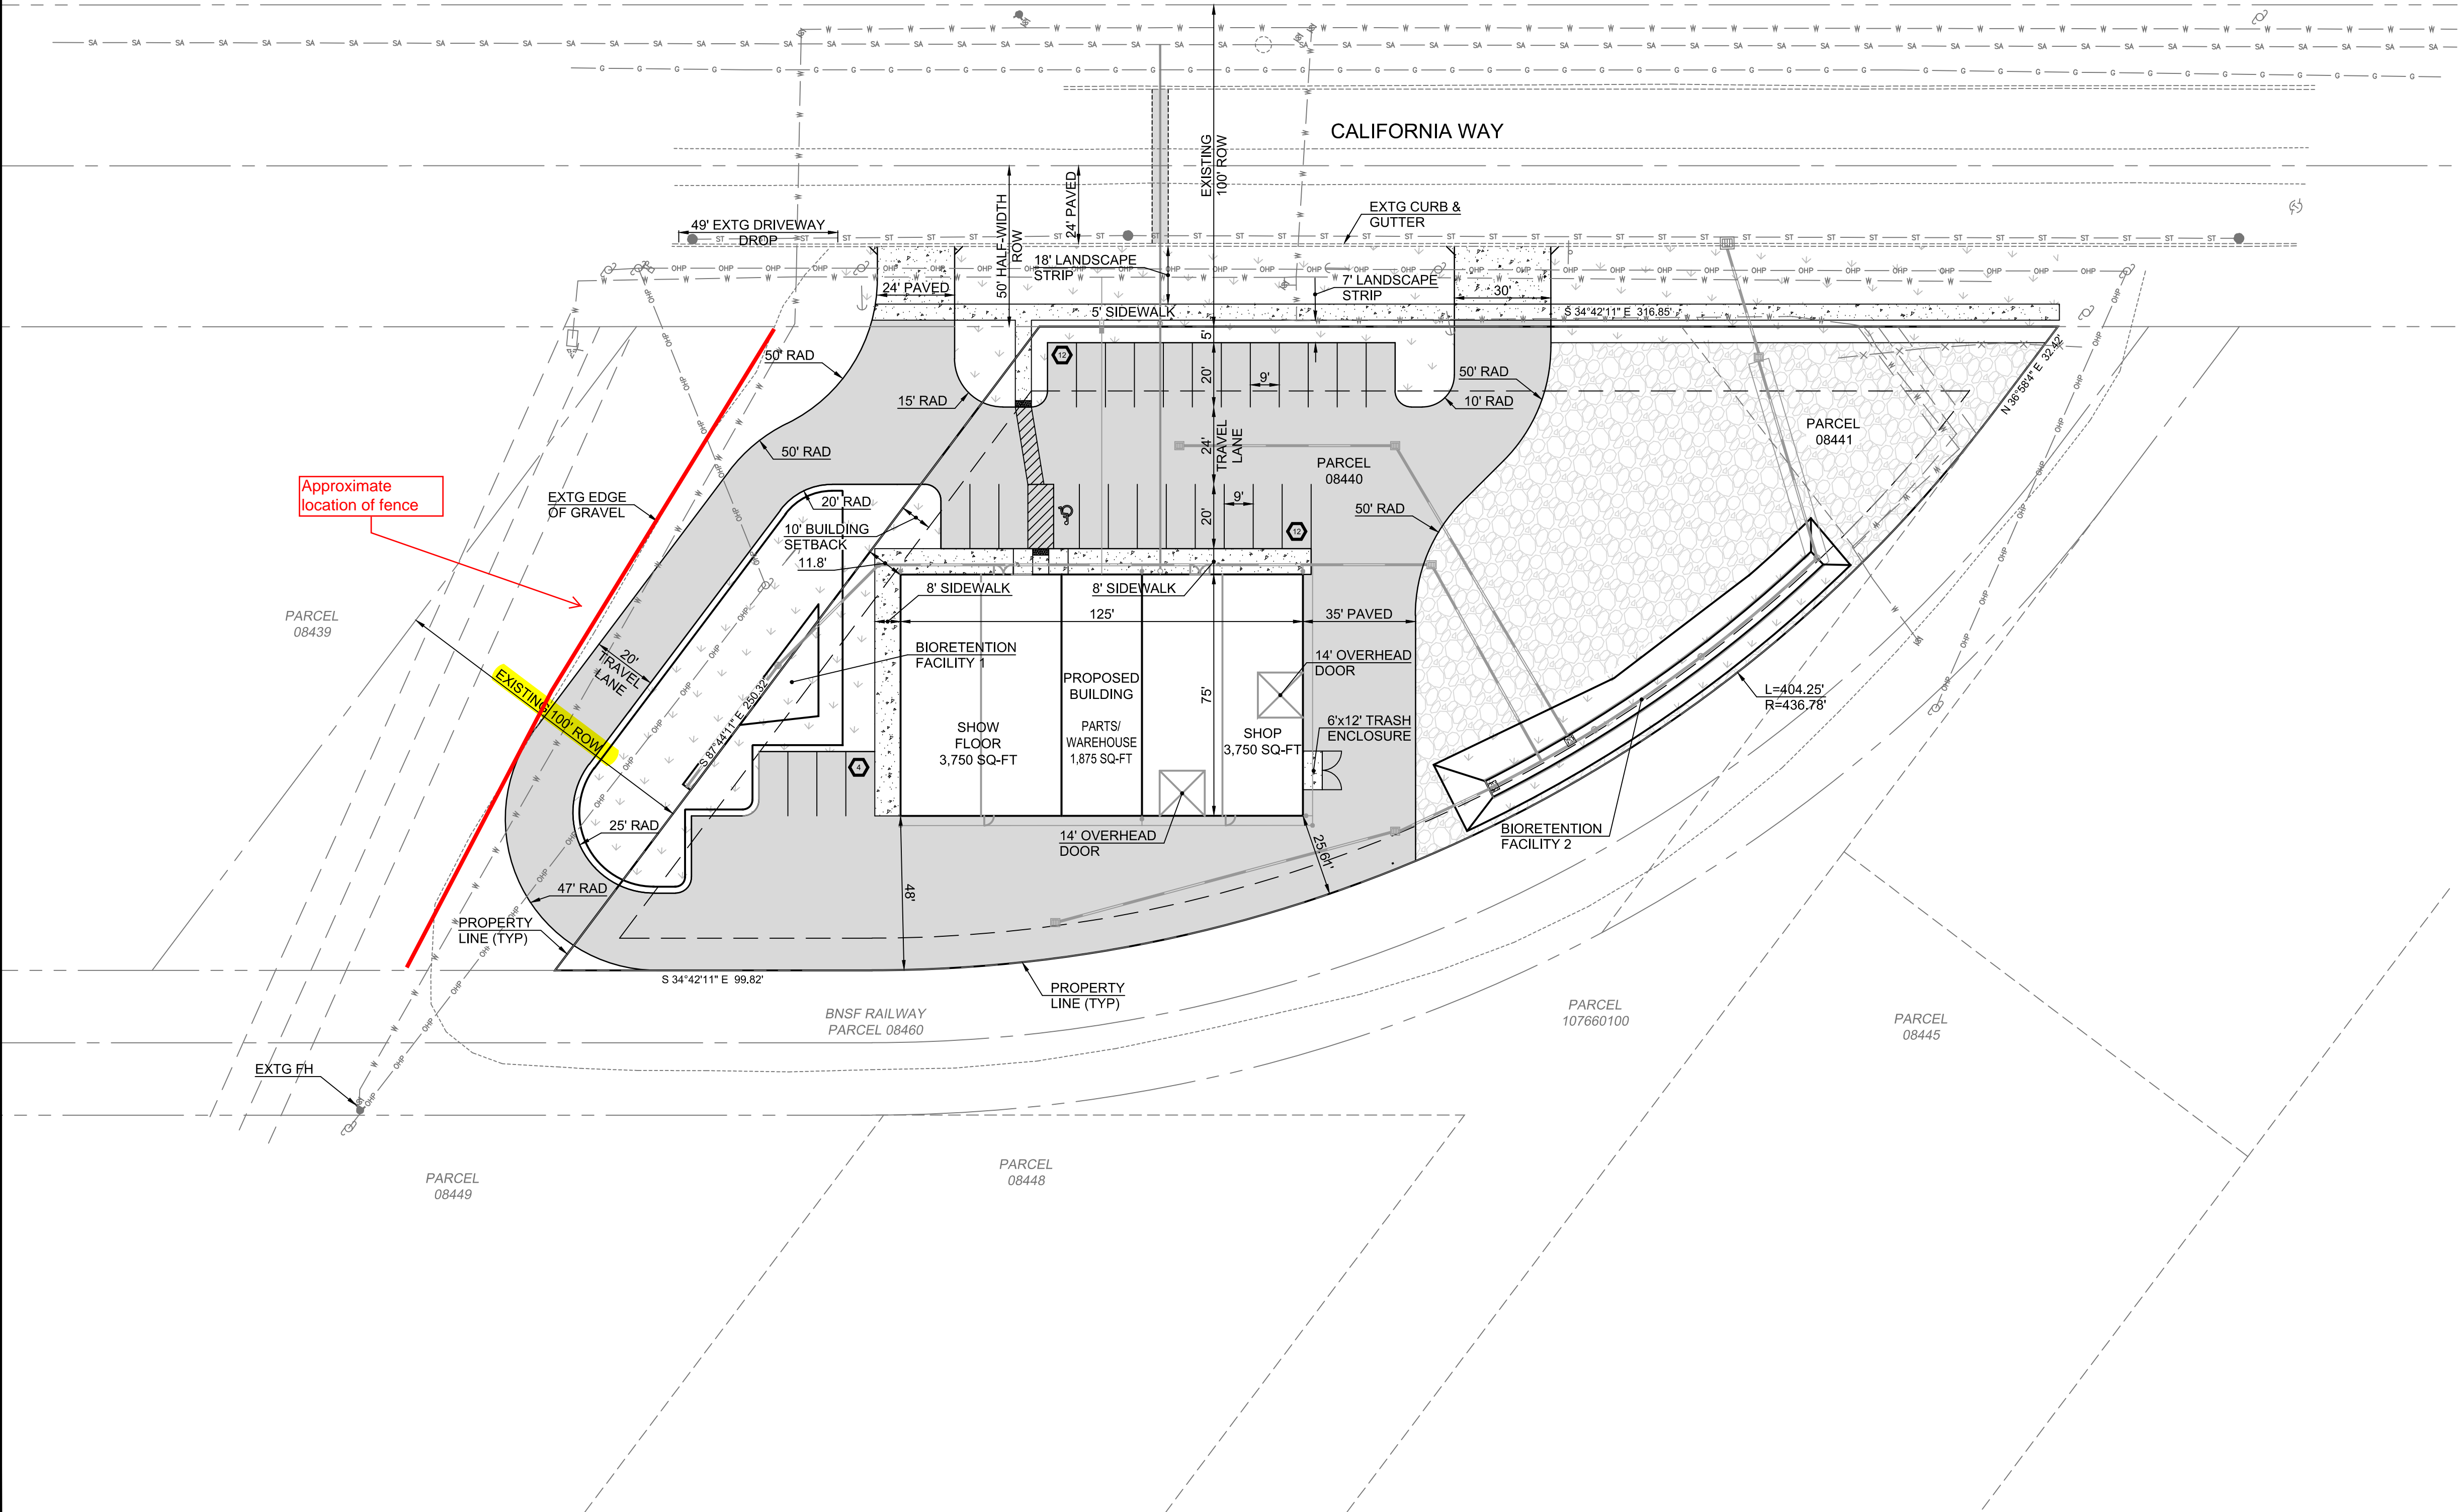 CALIFORNIA WAY
EXISTING
100' ROW
24' PAVED
50' HALF-WIDTH
ROW
49' EXTG DRIVEWAY
DROP
EXTG CURB &
GUTTER
18' LANDSCAPE
STRIP
7' LANDSCAPE
STRIP
24' PAVED
30'
5' SIDEWALK
S 34°42'11" E 316.85'
5'
50' RAD
12
20'
9'
50' RAD
N 36°58'4" E 32.42'
15' RAD
10' RAD
PARCEL
08441
24'
TRAVEL
LANE
50' RAD
PARCEL
08440
Approximate
location of fence
EXTG EDGE
OF GRAVEL
20' RAD
20'
9'
50' RAD
10' BUILDING
SETBACK
12
11.8'
8' SIDEWALK
8' SIDEWALK
PARCEL
08439
125'
35' PAVED
20'
TRAVEL
LANE
BIORETENTION
FACILITY 1
14' OVERHEAD
DOOR
EXISTING 100' ROW
S 87°44'11" E 250.32'
PROPOSED
BUILDING
75'
L=404.25'
R=436.78'
SHOW
FLOOR
3,750 SQ-FT
PARTS/
WAREHOUSE
1,875 SQ-FT
SHOP
3,750 SQ-FT
6'x12' TRASH
ENCLOSURE
4
25' RAD
14' OVERHEAD
DOOR
25.61'
BIORETENTION
FACILITY 2
47' RAD
48'
PROPERTY
LINE (TYP)
S 34°42'11" E 99.82'
PROPERTY
LINE (TYP)
BNSF RAILWAY
PARCEL 08460
PARCEL
107660100
PARCEL
08445
EXTG FH
PARCEL
08449
PARCEL
08448